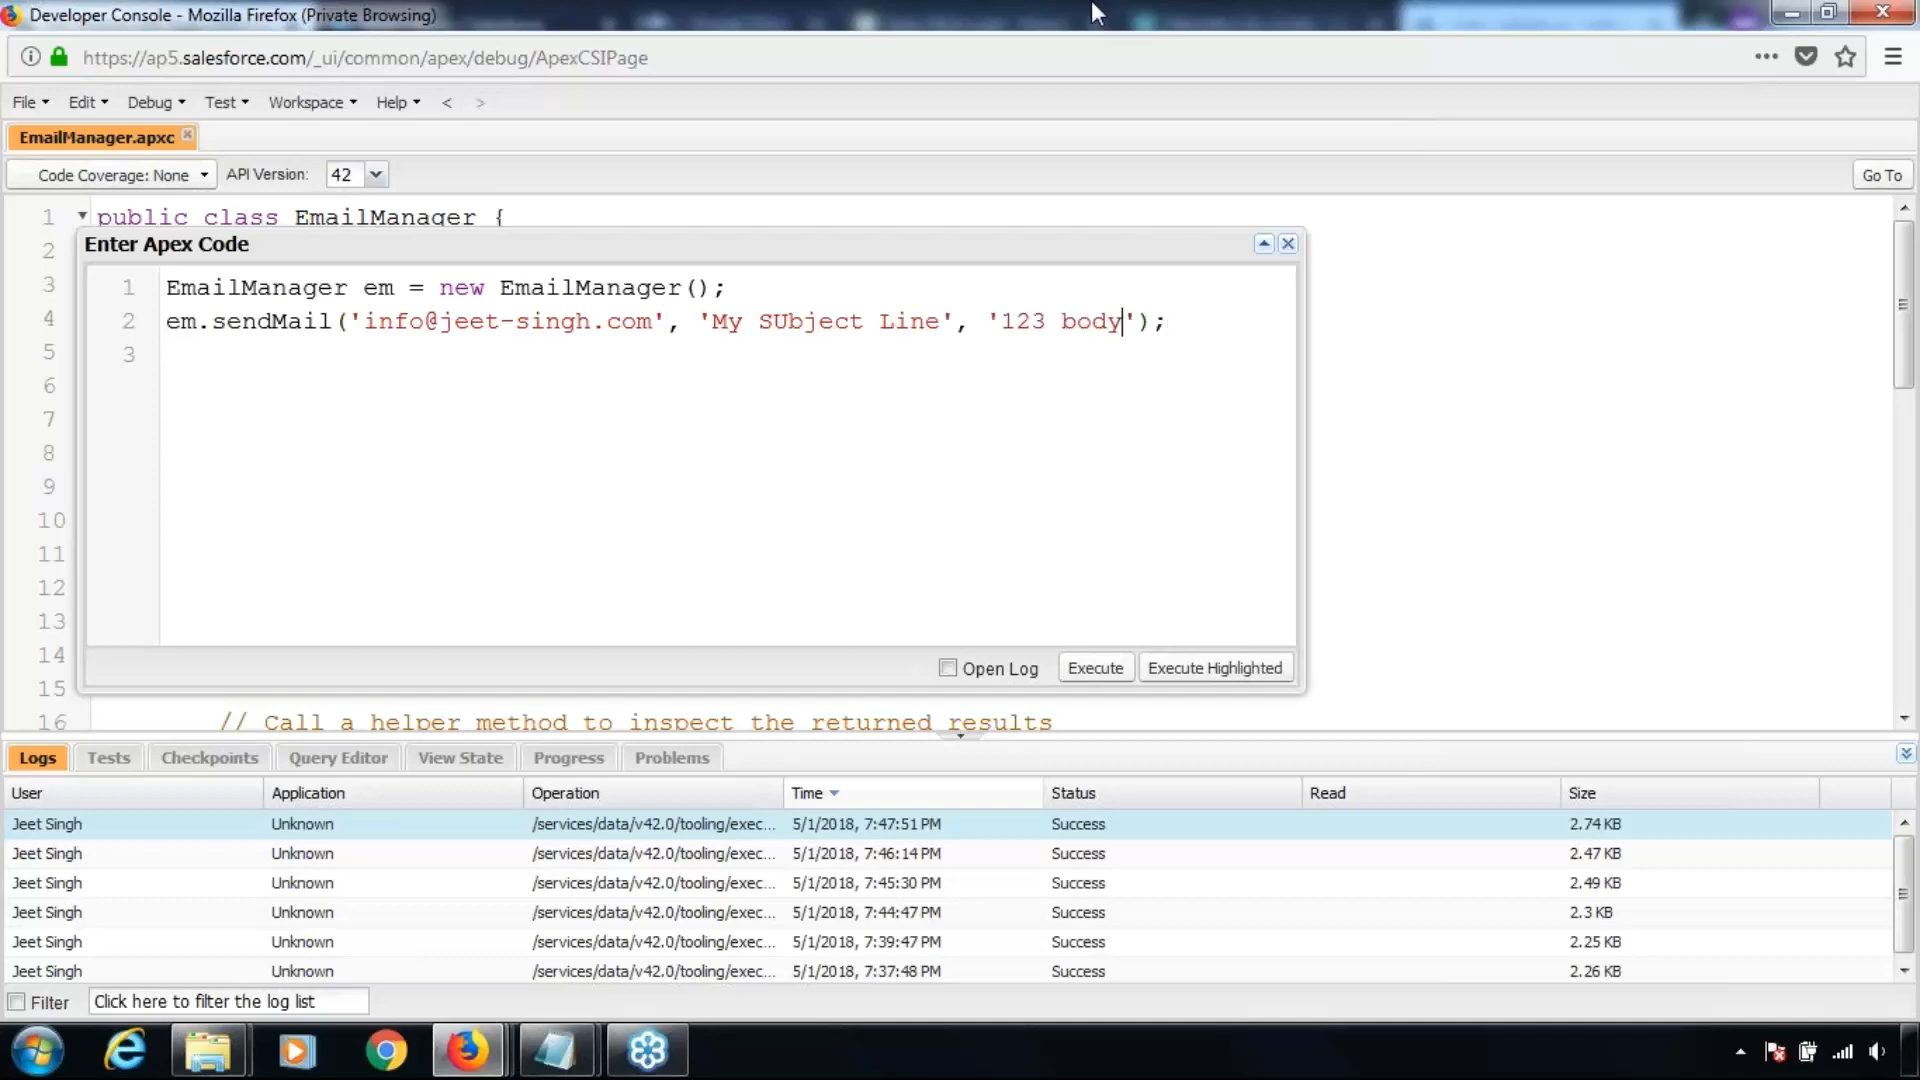 Developer Console - Mozilla Firefox (Private Browsing)
https://ap5.salesforce.com/_ui/common/apex/debug/ApexCSIPage
File Edit Debug Test Workspace Help < >
EmailManager.apxc
Code Coverage: None API Version: 42 Go To
1 public class EmailManager {
2
3
4
5
6
7
8
9
10
11
12
13
14
15
16 // Call a helper method to inspect the returned results
Enter Apex Code
1 EmailManager em = new EmailManager();
2 em.sendMail('info@jeet-singh.com', 'My SUbject Line', '123 body');
3
Open Log Execute Execute Highlighted
Logs Tests Checkpoints Query Editor View State Progress Problems
User Application Operation Time Status Read Size
Jeet Singh Unknown /services/data/v42.0/tooling/exec... 5/1/2018, 7:47:51 PM Success 2.74 KB
Jeet Singh Unknown /services/data/v42.0/tooling/exec... 5/1/2018, 7:46:14 PM Success 2.47 KB
Jeet Singh Unknown /services/data/v42.0/tooling/exec... 5/1/2018, 7:45:30 PM Success 2.49 KB
Jeet Singh Unknown /services/data/v42.0/tooling/exec... 5/1/2018, 7:44:47 PM Success 2.3 KB
Jeet Singh Unknown /services/data/v42.0/tooling/exec... 5/1/2018, 7:39:47 PM Success 2.25 KB
Jeet Singh Unknown /services/data/v42.0/tooling/exec... 5/1/2018, 7:37:48 PM Success 2.26 KB
Filter Click here to filter the log list